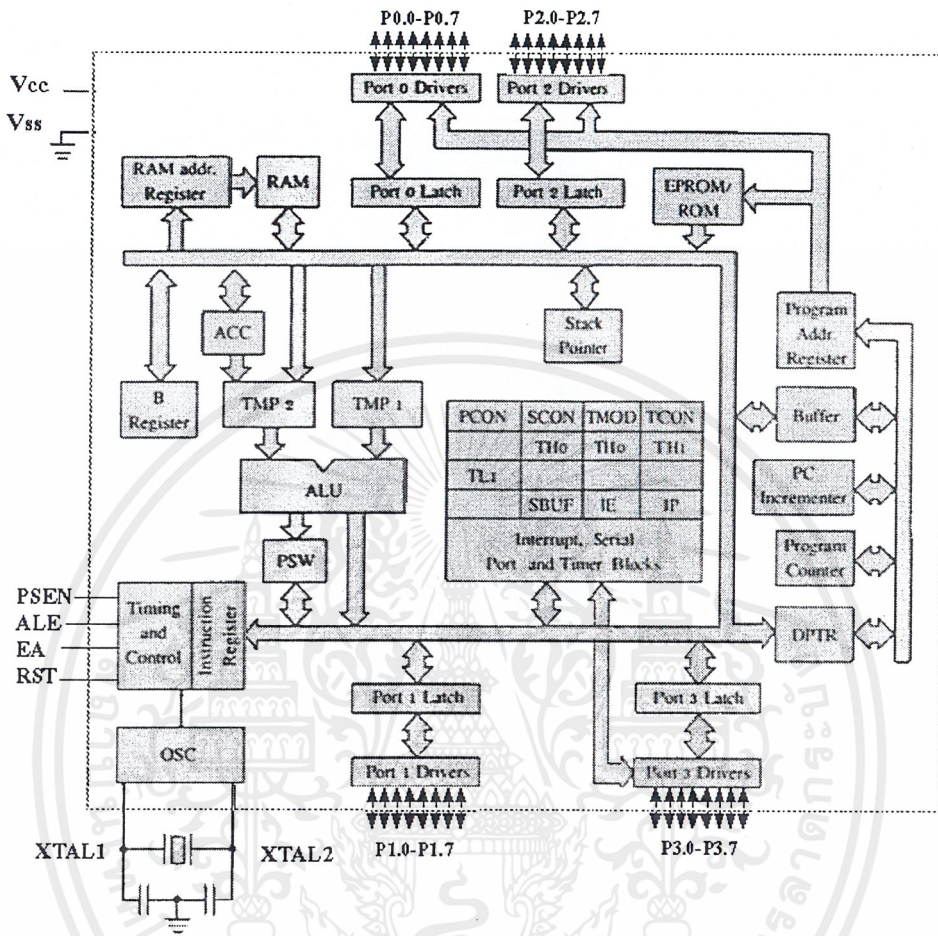 P0.0-P0.7
P2.0-P2.7
Vcc
Vss
Port 0 Drivers
Port 2 Drivers
RAM addr.
Register
RAM
Port 0 Latch
Port 2 Latch
EPROM/
ROM
ACC
Stack
Pointer
Program
Addr.
Register
B
Register
TMP 2
TMP 1
PCON SCON TMOD TCON
TH0 TH0 TH1
TL1
SBUF IE IP
Interrupt, Serial
Port and Timer Blocks
Buffer
ALU
PC
Incrementer
PSW
Program
Counter
PSEN
ALE
EA
RST
Timing
and
Control
Instruction
Register
DPTR
Port 1 Latch
Port 3 Latch
OSC
Port 1 Drivers
Port 3 Drivers
XTAL1
XTAL2
P1.0-P1.7
P3.0-P3.7